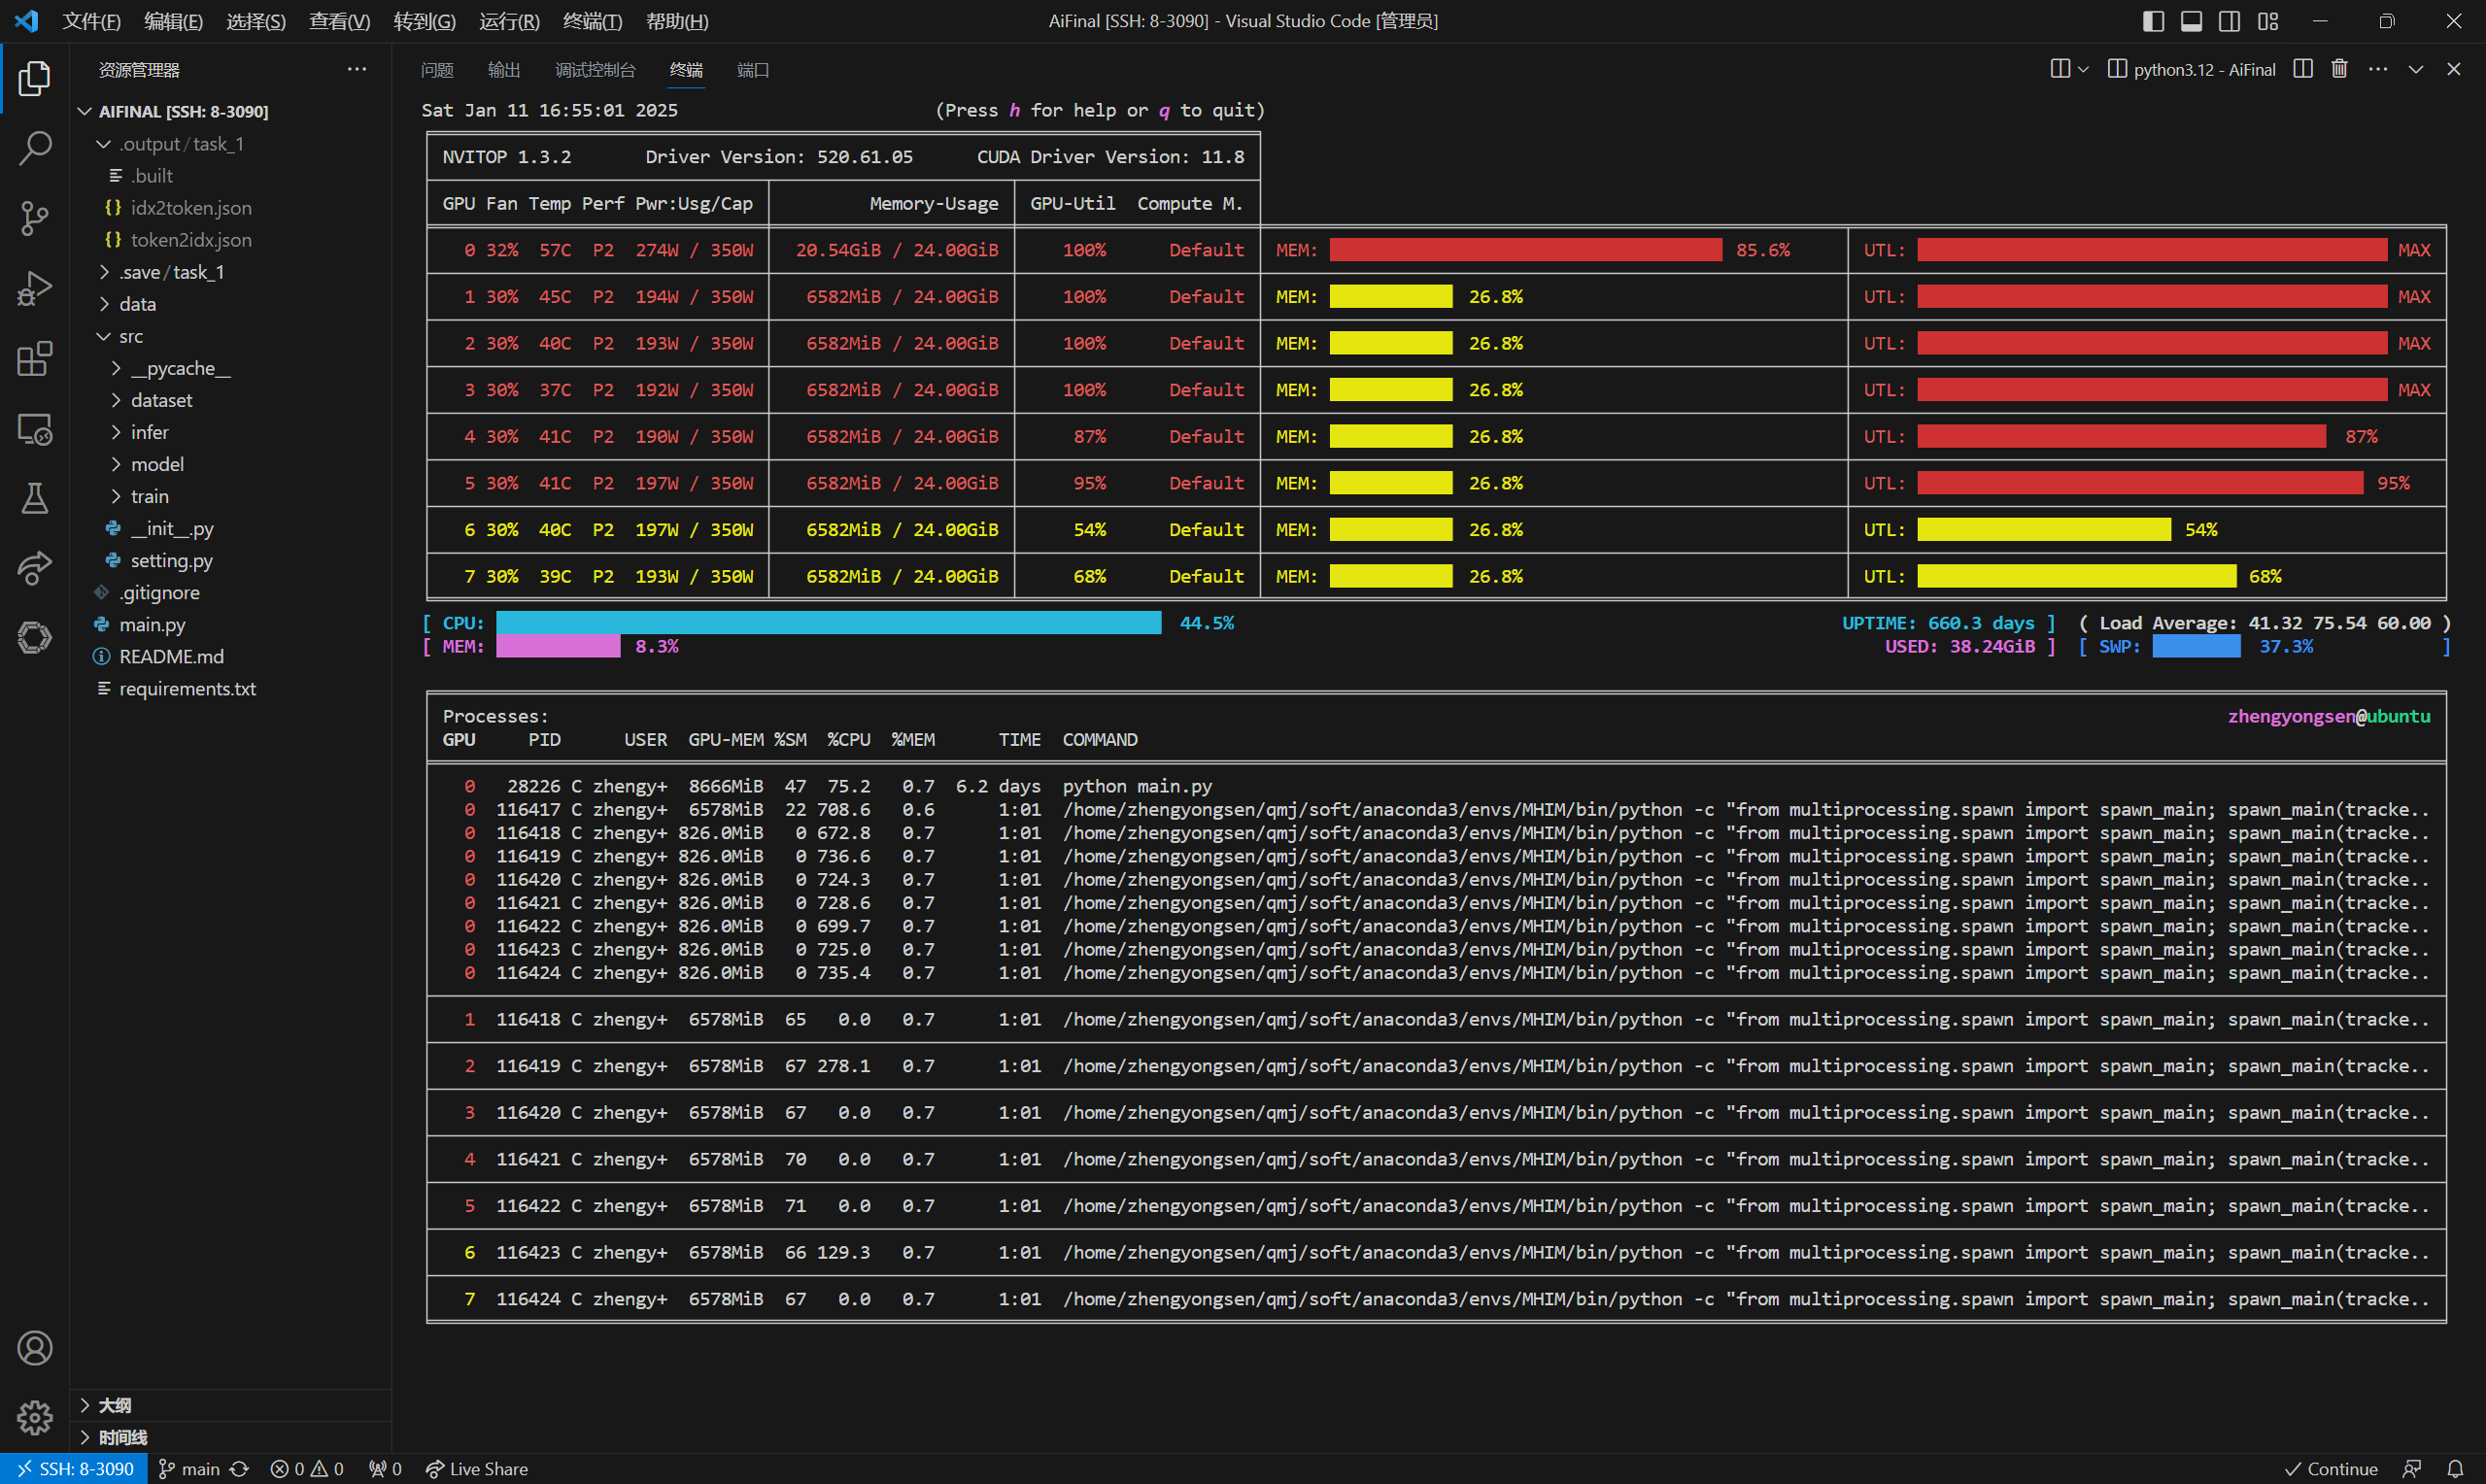 文件(F) 编辑(E) 选择(S) 查看(V) 转到(G) 运行(R) 终端(T) 帮助(H) AiFinal [SSH: 8-3090] - Visual Studio Code [管理员]
资源管理器
AIFINAL [SSH: 8-3090]
.output/task_1
.built
idx2token.json
token2idx.json
.save/task_1
data
src
__pycache__
dataset
infer
model
train
__init__.py
setting.py
.gitignore
main.py
README.md
requirements.txt
大纲
时间线
问题 输出 调试控制台 终端 端口 python3.12 - AiFinal
Sat Jan 11 16:55:01 2025 (Press h for help or q to quit)
NVITOP 1.3.2 Driver Version: 520.61.05 CUDA Driver Version: 11.8
GPU Fan Temp Perf Pwr:Usg/Cap Memory-Usage GPU-Util Compute M.
0 32% 57C P2 274W / 350W 20.54GiB / 24.00GiB 100% Default MEM: 85.6% UTL: MAX
1 30% 45C P2 194W / 350W 6582MiB / 24.00GiB 100% Default MEM: 26.8% UTL: MAX
2 30% 40C P2 193W / 350W 6582MiB / 24.00GiB 100% Default MEM: 26.8% UTL: MAX
3 30% 37C P2 192W / 350W 6582MiB / 24.00GiB 100% Default MEM: 26.8% UTL: MAX
4 30% 41C P2 190W / 350W 6582MiB / 24.00GiB 87% Default MEM: 26.8% UTL: 87%
5 30% 41C P2 197W / 350W 6582MiB / 24.00GiB 95% Default MEM: 26.8% UTL: 95%
6 30% 40C P2 197W / 350W 6582MiB / 24.00GiB 54% Default MEM: 26.8% UTL: 54%
7 30% 39C P2 193W / 350W 6582MiB / 24.00GiB 68% Default MEM: 26.8% UTL: 68%
[ CPU: 44.5% UPTIME: 660.3 days ] ( Load Average: 41.32 75.54 60.00 )
[ MEM: 8.3% USED: 38.24GiB ] [ SWP: 37.3% ]
Processes: zhengyongsen@ubuntu
GPU PID USER GPU-MEM %SM %CPU %MEM TIME COMMAND
0 28226 C zhengy+ 8666MiB 47 75.2 0.7 6.2 days python main.py
0 116417 C zhengy+ 6578MiB 22 708.6 0.6 1:01 /home/zhengyongsen/qmj/soft/anaconda3/envs/MHIM/bin/python -c "from multiprocessing.spawn import spawn_main; spawn_main(tracke..
0 116418 C zhengy+ 826.0MiB 0 672.8 0.7 1:01 /home/zhengyongsen/qmj/soft/anaconda3/envs/MHIM/bin/python -c "from multiprocessing.spawn import spawn_main; spawn_main(tracke..
0 116419 C zhengy+ 826.0MiB 0 736.6 0.7 1:01 /home/zhengyongsen/qmj/soft/anaconda3/envs/MHIM/bin/python -c "from multiprocessing.spawn import spawn_main; spawn_main(tracke..
0 116420 C zhengy+ 826.0MiB 0 724.3 0.7 1:01 /home/zhengyongsen/qmj/soft/anaconda3/envs/MHIM/bin/python -c "from multiprocessing.spawn import spawn_main; spawn_main(tracke..
0 116421 C zhengy+ 826.0MiB 0 728.6 0.7 1:01 /home/zhengyongsen/qmj/soft/anaconda3/envs/MHIM/bin/python -c "from multiprocessing.spawn import spawn_main; spawn_main(tracke..
0 116422 C zhengy+ 826.0MiB 0 699.7 0.7 1:01 /home/zhengyongsen/qmj/soft/anaconda3/envs/MHIM/bin/python -c "from multiprocessing.spawn import spawn_main; spawn_main(tracke..
0 116423 C zhengy+ 826.0MiB 0 725.0 0.7 1:01 /home/zhengyongsen/qmj/soft/anaconda3/envs/MHIM/bin/python -c "from multiprocessing.spawn import spawn_main; spawn_main(tracke..
0 116424 C zhengy+ 826.0MiB 0 735.4 0.7 1:01 /home/zhengyongsen/qmj/soft/anaconda3/envs/MHIM/bin/python -c "from multiprocessing.spawn import spawn_main; spawn_main(tracke..
1 116418 C zhengy+ 6578MiB 65 0.0 0.7 1:01 /home/zhengyongsen/qmj/soft/anaconda3/envs/MHIM/bin/python -c "from multiprocessing.spawn import spawn_main; spawn_main(tracke..
2 116419 C zhengy+ 6578MiB 67 278.1 0.7 1:01 /home/zhengyongsen/qmj/soft/anaconda3/envs/MHIM/bin/python -c "from multiprocessing.spawn import spawn_main; spawn_main(tracke..
3 116420 C zhengy+ 6578MiB 67 0.0 0.7 1:01 /home/zhengyongsen/qmj/soft/anaconda3/envs/MHIM/bin/python -c "from multiprocessing.spawn import spawn_main; spawn_main(tracke..
4 116421 C zhengy+ 6578MiB 70 0.0 0.7 1:01 /home/zhengyongsen/qmj/soft/anaconda3/envs/MHIM/bin/python -c "from multiprocessing.spawn import spawn_main; spawn_main(tracke..
5 116422 C zhengy+ 6578MiB 71 0.0 0.7 1:01 /home/zhengyongsen/qmj/soft/anaconda3/envs/MHIM/bin/python -c "from multiprocessing.spawn import spawn_main; spawn_main(tracke..
6 116423 C zhengy+ 6578MiB 66 129.3 0.7 1:01 /home/zhengyongsen/qmj/soft/anaconda3/envs/MHIM/bin/python -c "from multiprocessing.spawn import spawn_main; spawn_main(tracke..
7 116424 C zhengy+ 6578MiB 67 0.0 0.7 1:01 /home/zhengyongsen/qmj/soft/anaconda3/envs/MHIM/bin/python -c "from multiprocessing.spawn import spawn_main; spawn_main(tracke..
SSH: 8-3090 main 0 0 0 Live Share Continue